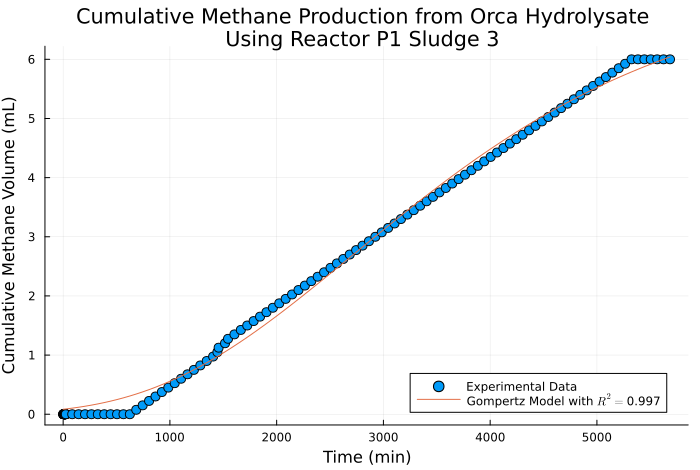 Cumulative Methane Production from Orca Hydrolysate
Using Reactor P1 Sludge 3
Cumulative Methane Volume (mL)
6
5
4
3
2
1
0
0 1000 2000 3000 4000 5000
Time (min)
Experimental Data
Gompertz Model with R² = 0.997